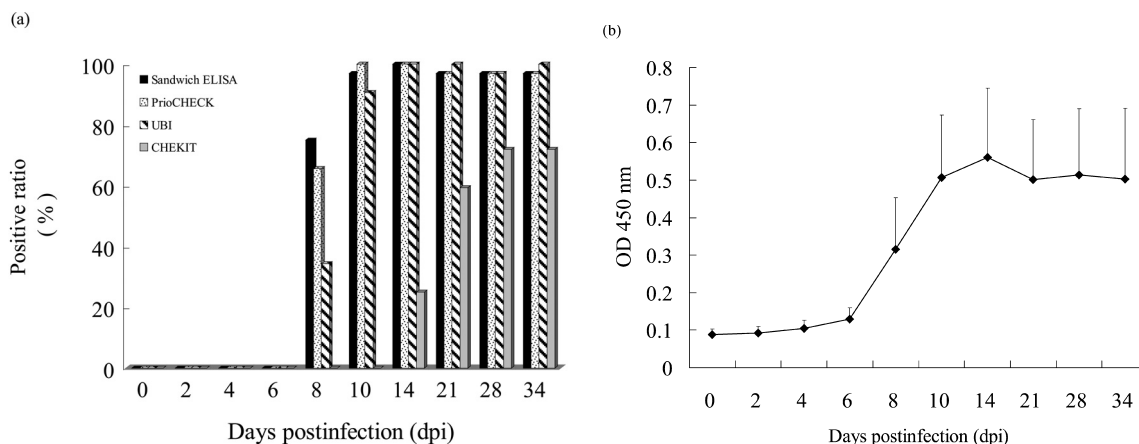 (a)
Positive ratio
( %)
100
80
60
40
20
0
Sandwich ELISA
PrioCHECK
UBI
CHEKIT
0 2 4 6 8 10 14 21 28 34
Days postinfection (dpi)
(b)
OD 450 nm
0.8
0.7
0.6
0.5
0.4
0.3
0.2
0.1
0
0 2 4 6 8 10 14 21 28 34
Days postinfection (dpi)